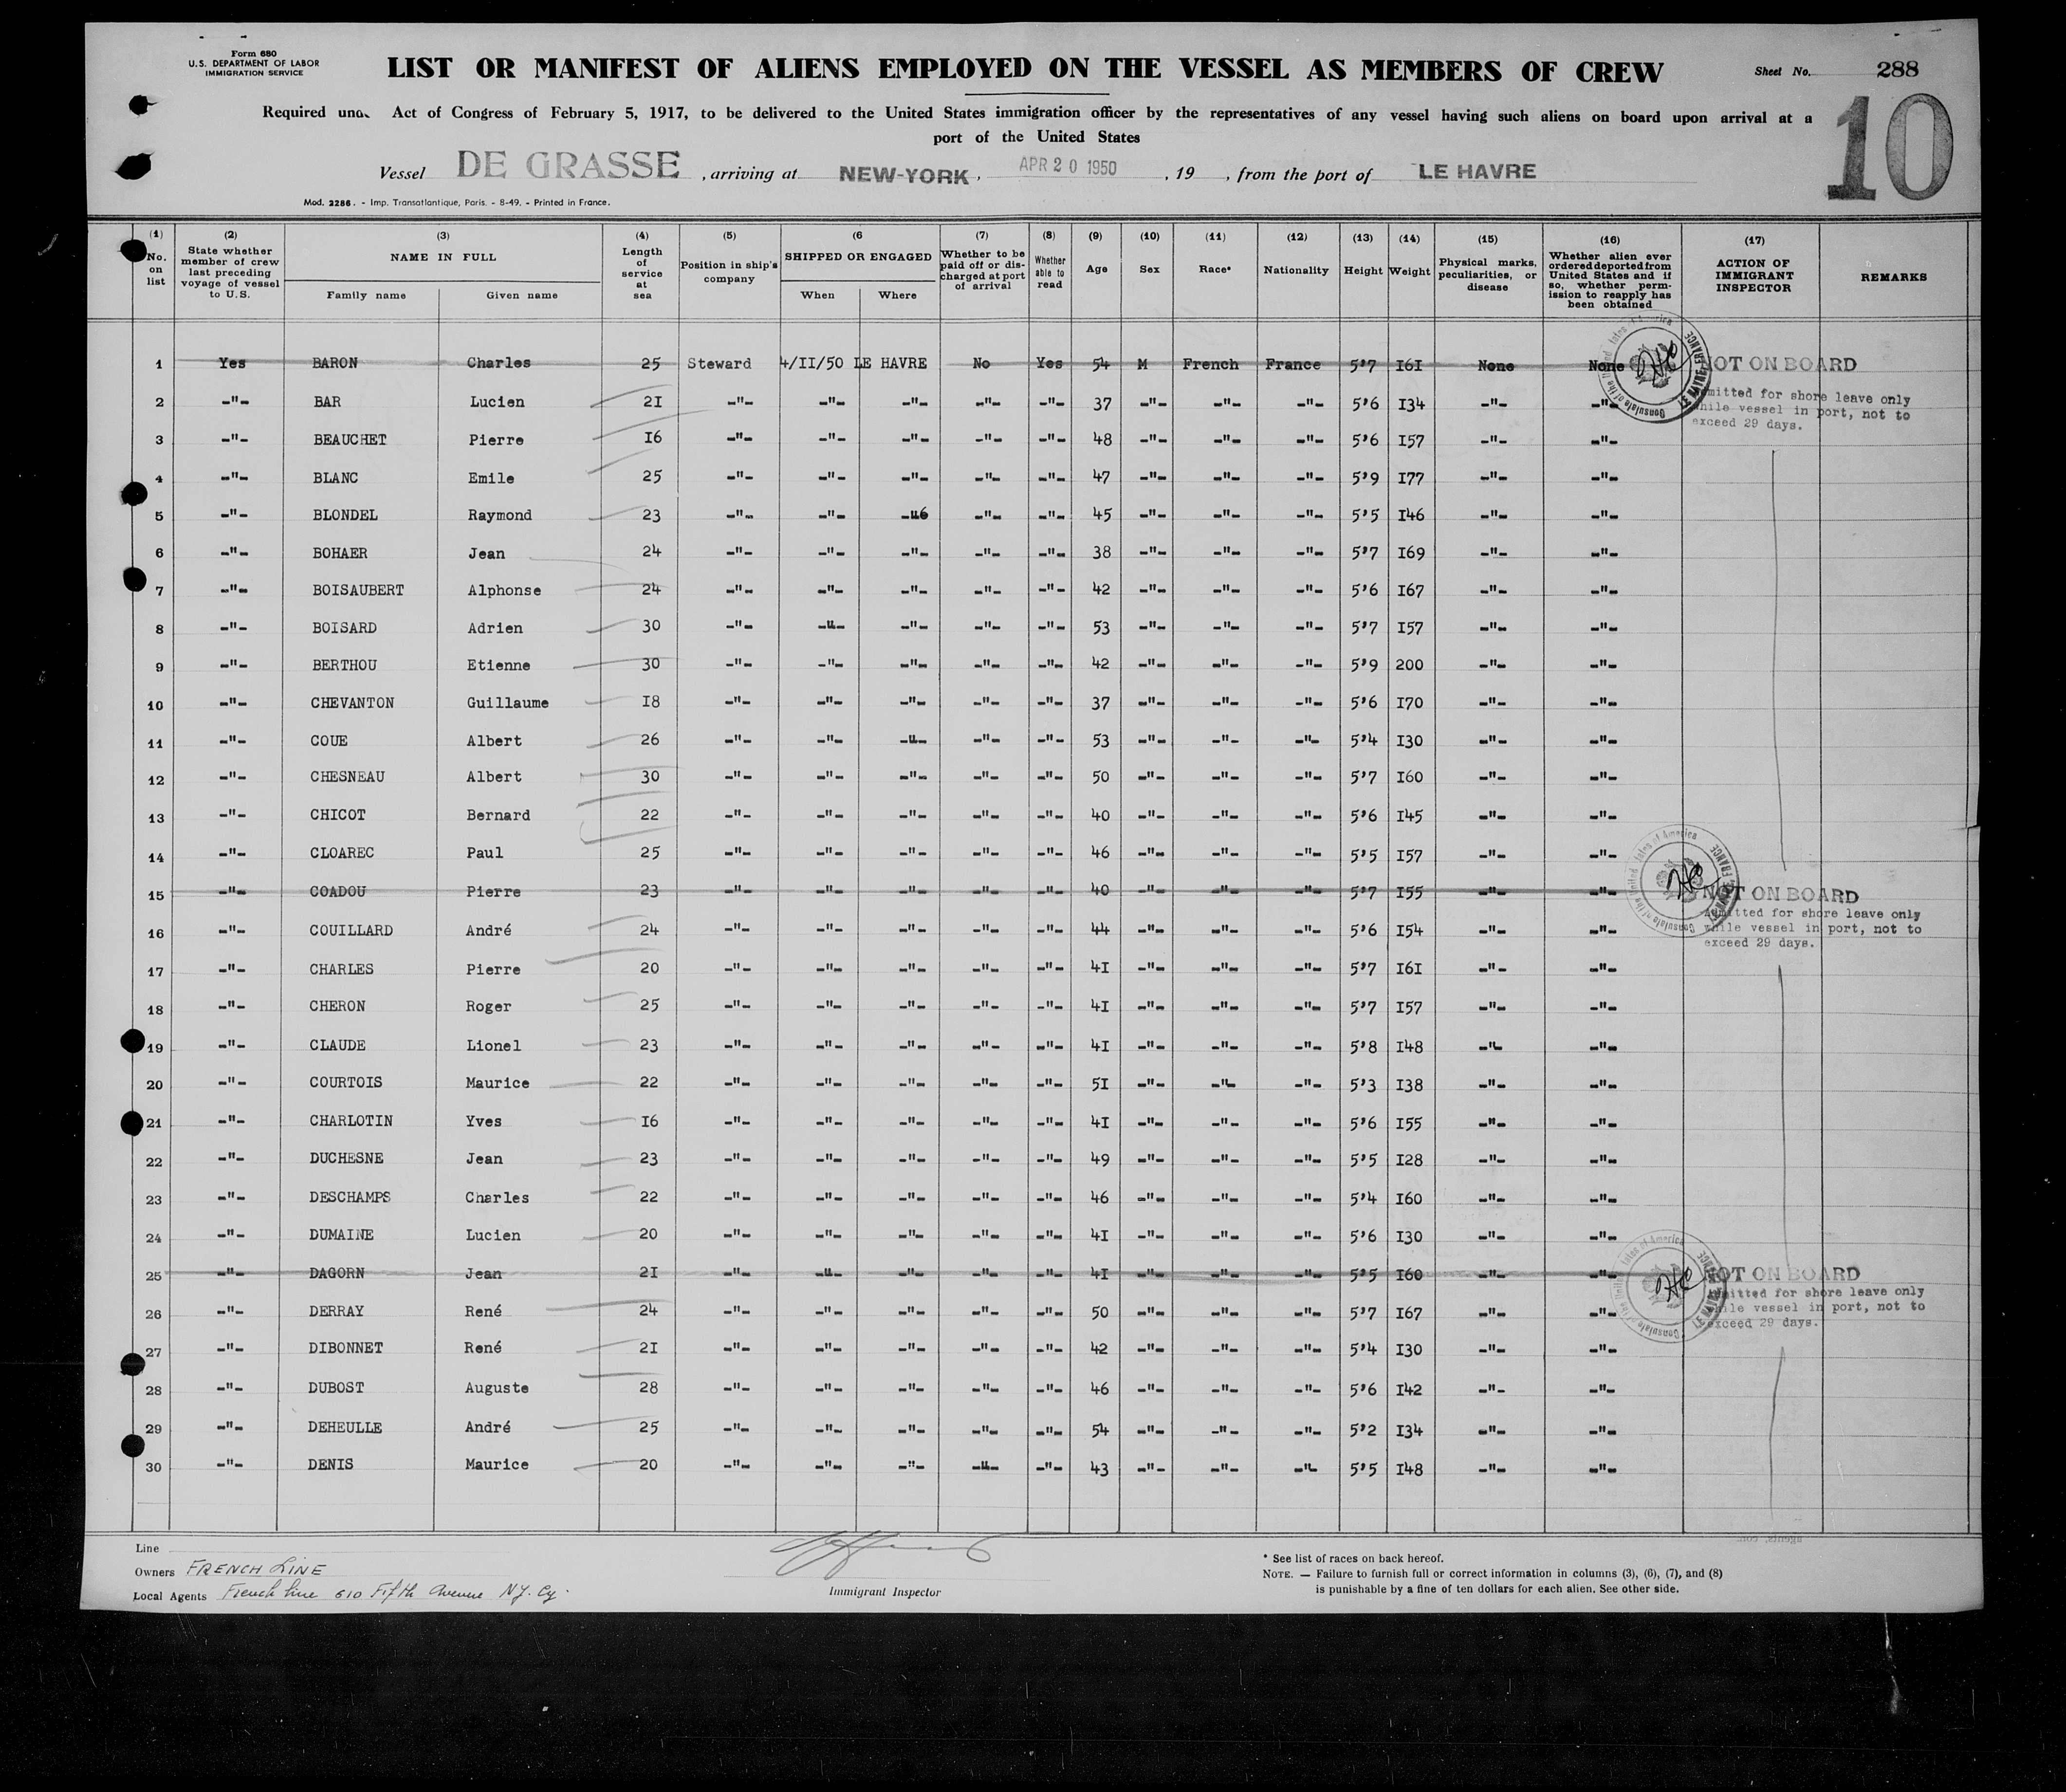 Form 680
U.S. DEPARTMENT OF LABOR
IMMIGRATION SERVICE
LIST OR MANIFEST OF ALIENS EMPLOYED ON THE VESSEL AS MEMBERS OF CREW
Sheet No. 288
10
Required Act of Congress of February 5, 1917, to be delivered to the United States immigration officer by the representatives of any vessel having such aliens on board upon arrival at a
port of the United States
Vessel DE GRASSE, arriving at NEW-YORK, APR 20 1950, 19 , from the port of LE HAVRE
Mod. 2286. - Imp. Transatlantique, Paris. - 8-49. - Printed in France.
(1) No. on list (2) State whether member of crew last preceding voyage of vessel to U.S. (3) NAME IN FULL Family name Given name (4) Length of service at sea (5) Position in ship's company (6 SHIPPED OR ENGAGED When Where (7) Whether to be paid off or discharged at port of arrival (8) Whether able to read (9) Age (10) Sex (11) Race* (12) Nationality (13) Height (14) Weight (15) Physical marks, peculiarities, or disease (16) Whether alien ever ordered deported from United States and if so, whether permission to reapply has been obtained (17) ACTION OF IMMIGRANT INSPECTOR REMARKS
1 Yes BARON Charles 25 Steward 4/II/50 LE HAVRE No Yes 54 M French France 5'7 I6I None None NOT ON BOARD
2 -"- BAR Lucien 2I -"- -"- -"- -"- -"- 37 -"- -"- -"- 5'6 I34 -"- -"- mitted for shore leave only
while vessel in port, not to
exceed 29 days.
3 -"- BEAUCHET Pierre I6 -"- -"- -"- -"- -"- 48 -"- -"- -"- 5'6 I57 -"- -"-
4 -"- BLANC Emile 25 -"- -"- -"- -"- -"- 47 -"- -"- -"- 5'9 I77 -"- -"-
5 -"- BLONDEL Raymond 23 -"- -"- -"6 -"- -"- 45 -"- -"- -"- 5'5 I46 -"- -"-
6 -"- BOHAER Jean 24 -"- -"- -"- -"- -"- 38 -"- -"- -"- 5'7 I69 -"- -"-
7 -"- BOISAUBERT Alphonse 24 -"- -"- -"- -"- -"- 42 -"- -"- -"- 5'6 I67 -"- -"-
8 -"- BOISARD Adrien 30 -"- -"- -"- -"- -"- 53 -"- -"- -"- 5'7 I57 -"- -"-
9 -"- BERTHOU Etienne 30 -"- -"- -"- -"- -"- 42 -"- -"- -"- 5'9 200 -"- -"-
10 -"- CHEVANTON Guillaume I8 -"- -"- -"- -"- -"- 37 -"- -"- -"- 5'6 I70 -"- -"-
11 -"- COUE Albert 26 -"- -"- -"- -"- -"- 53 -"- -"- -"- 5'4 I30 -"- -"-
12 -"- CHESNEAU Albert 30 -"- -"- -"- -"- -"- 50 -"- -"- -"- 5'7 I60 -"- -"-
13 -"- CHICOT Bernard 22 -"- -"- -"- -"- -"- 40 -"- -"- -"- 5'6 I45 -"- -"-
14 -"- CLOAREC Paul 25 -"- -"- -"- -"- -"- 46 -"- -"- -"- 5'5 I57 -"- -"-
15 -"- COADOU Pierre 23 -"- -"- -"- -"- -"- 40 -"- -"- -"- 5'7 I55 -"- -"- NOT ON BOARD
Admitted for shore leave only
16 -"- COUILLARD André 24 -"- -"- -"- -"- -"- 44 -"- -"- -"- 5'6 I54 -"- -"- while vessel in port, not to
exceed 29 days.
17 -"- CHARLES Pierre 20 -"- -"- -"- -"- -"- 4I -"- -"- -"- 5'7 I6I -"- -"-
18 -"- CHERON Roger 25 -"- -"- -"- -"- -"- 4I -"- -"- -"- 5'7 I57 -"- -"-
19 -"- CLAUDE Lionel 23 -"- -"- -"- -"- -"- 4I -"- -"- -"- 5'8 I48 -"- -"-
20 -"- COURTOIS Maurice 22 -"- -"- -"- -"- -"- 5I -"- -"- -"- 5'3 I38 -"- -"-
21 -"- CHARLOTIN Yves I6 -"- -"- -"- -"- -"- 4I -"- -"- -"- 5'6 I55 -"- -"-
22 -"- DUCHESNE Jean 23 -"- -"- -"- -"- -"- 49 -"- -"- -"- 5'5 I28 -"- -"-
23 -"- DESCHAMPS Charles 22 -"- -"- -"- -"- -"- 46 -"- -"- -"- 5'4 I60 -"- -"-
24 -"- DUMAINE Lucien 20 -"- -"- -"- -"- -"- 4I -"- -"- -"- 5'6 I30 -"- -"-
25 -"- DAGORN Jean 2I -"- -"- -"- -"- -"- 4I -"- -"- -"- 5'5 I60 -"- -"- NOT ON BOARD
Admitted for shore leave only
26 -"- DERRAY René 24 -"- -"- -"- -"- -"- 50 -"- -"- -"- 5'7 I67 -"- -"- while vessel in port, not to
exceed 29 days.
27 -"- DIBONNET René 2I -"- -"- -"- -"- -"- 42 -"- -"- -"- 5'4 I30 -"- -"-
28 -"- DUBOST Auguste 28 -"- -"- -"- -"- -"- 46 -"- -"- -"- 5'6 I42 -"- -"-
29 -"- DEHEULLE André 25 -"- -"- -"- -"- -"- 54 -"- -"- -"- 5'2 I34 -"- -"-
30 -"- DENIS Maurice 20 -"- -"- -"- -"- -"- 43 -"- -"- -"- 5'5 I48 -"- -"-
Line
Owners FRENCH LINE
Local Agents French Line 610 Fifth Avenue N.Y. Cy.
Immigrant Inspector
* See list of races on back hereof.
NOTE. — Failure to furnish full or correct information in columns (3), (6), (7), and (8)
is punishable by a fine of ten dollars for each alien. See other side.